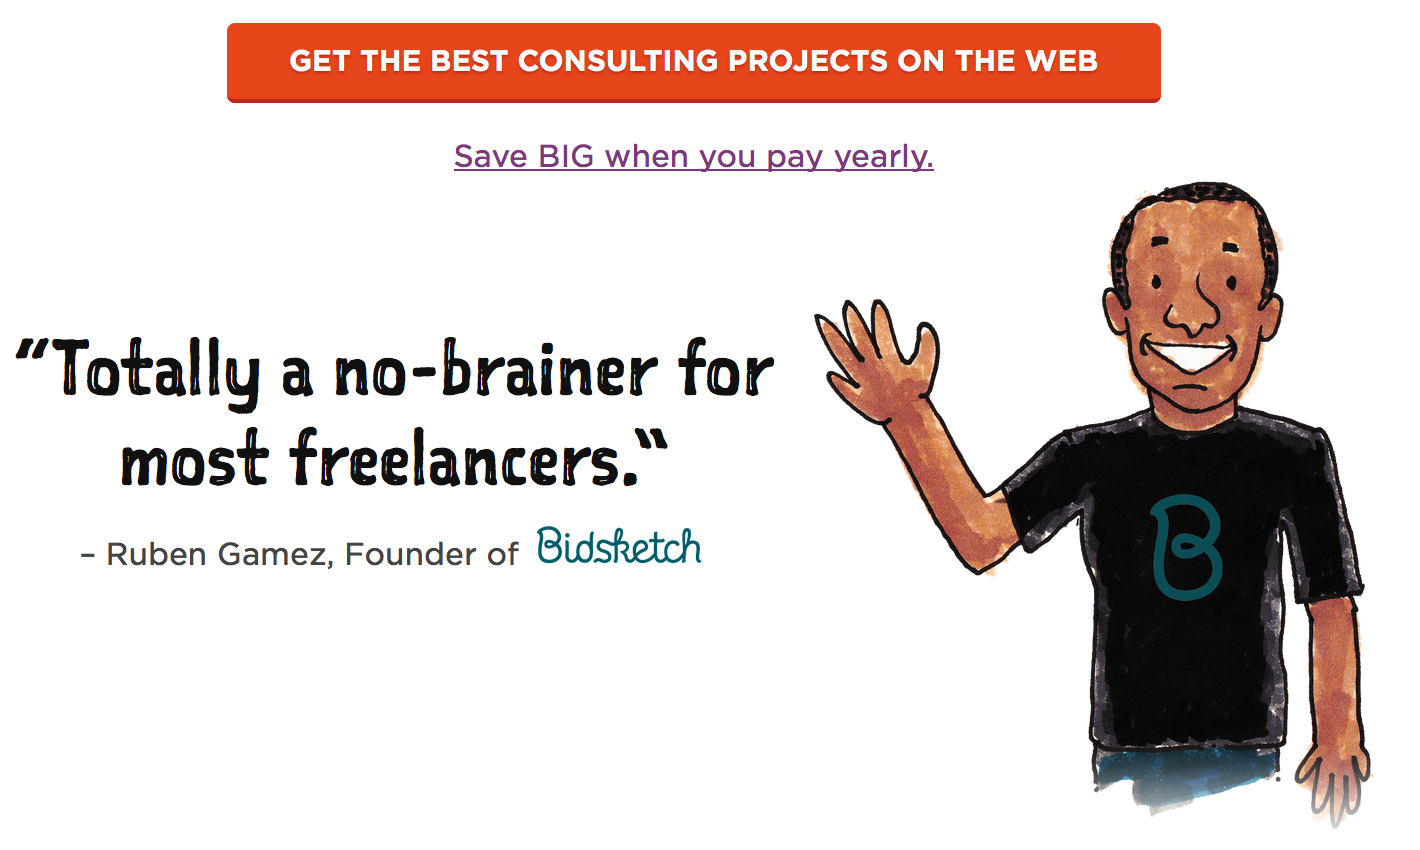 GET THE BEST CONSULTING PROJECTS ON THE WEB
Save BIG when you pay yearly.
“Totally a no-brainer for
most freelancers.“
– Ruben Gamez, Founder of Bidsketch
B